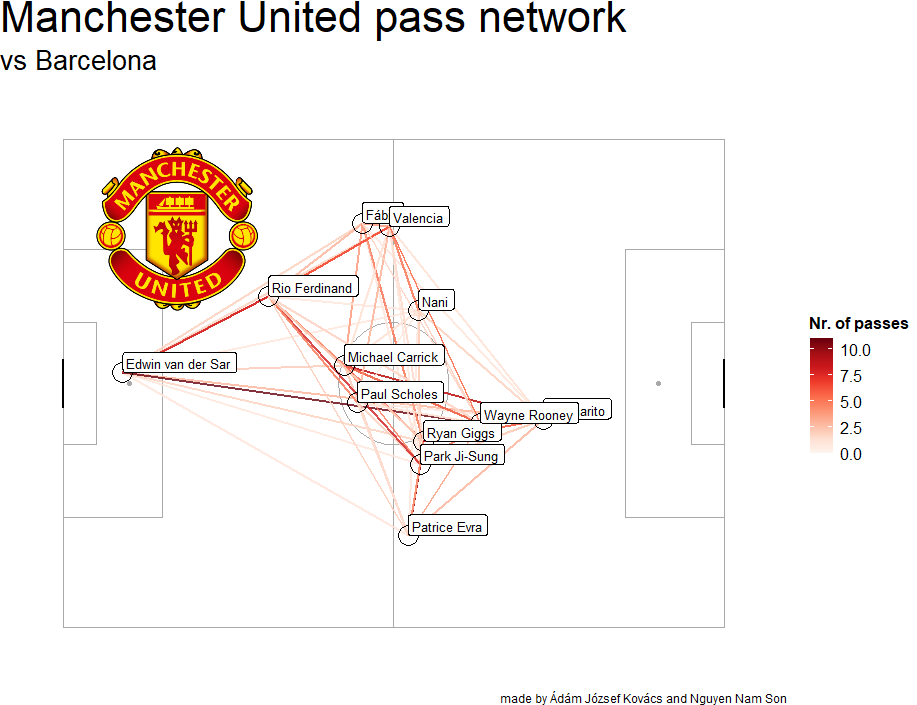 Manchester United pass network
vs Barcelona
MANCHESTER
UNITED
Fáb
Valencia
Rio Ferdinand
Nani
Edwin van der Sar
Michael Carrick
Paul Scholes
arito
Wayne Rooney
Ryan Giggs
Park Ji-Sung
Patrice Evra
Nr. of passes
10.0
7.5
5.0
2.5
0.0
made by Ádám József Kovács and Nguyen Nam Son